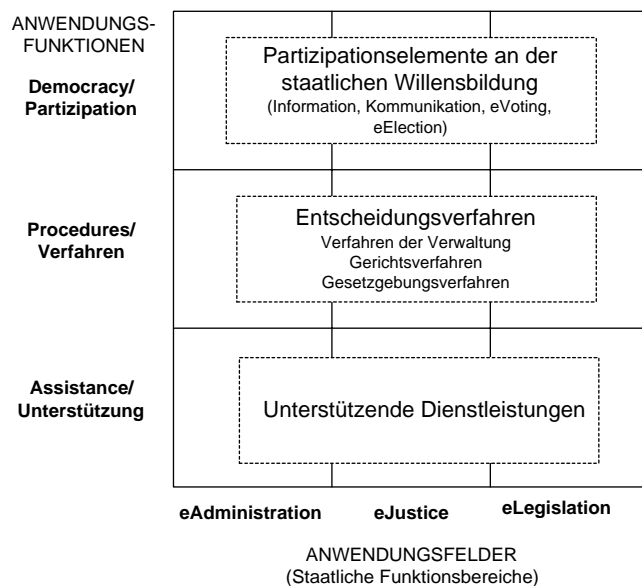 ANWENDUNGS-
FUNKTIONEN
Democracy/
Partizipation
Partizipationselemente an der
staatlichen Willensbildung
(Information, Kommunikation, eVoting,
eElection)
Procedures/
Verfahren
Entscheidungsverfahren
Verfahren der Verwaltung
Gerichtsverfahren
Gesetzgebungsverfahren
Assistance/
Unterstützung
Unterstützende Dienstleistungen
eAdministration eJustice eLegislation
ANWENDUNGSFELDER
(Staatliche Funktionsbereiche)